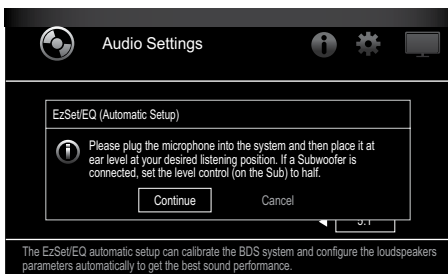 Audio Settings
EzSet/EQ (Automatic Setup)
Please plug the microphone into the system and then place it at
ear level at your desired listening position. If a Subwoofer is
connected, set the level control (on the Sub) to half.
Continue Cancel
5.1
The EzSet/EQ automatic setup can calibrate the BDS system and configure the loudspeakers
parameters automatically to get the best sound performance.